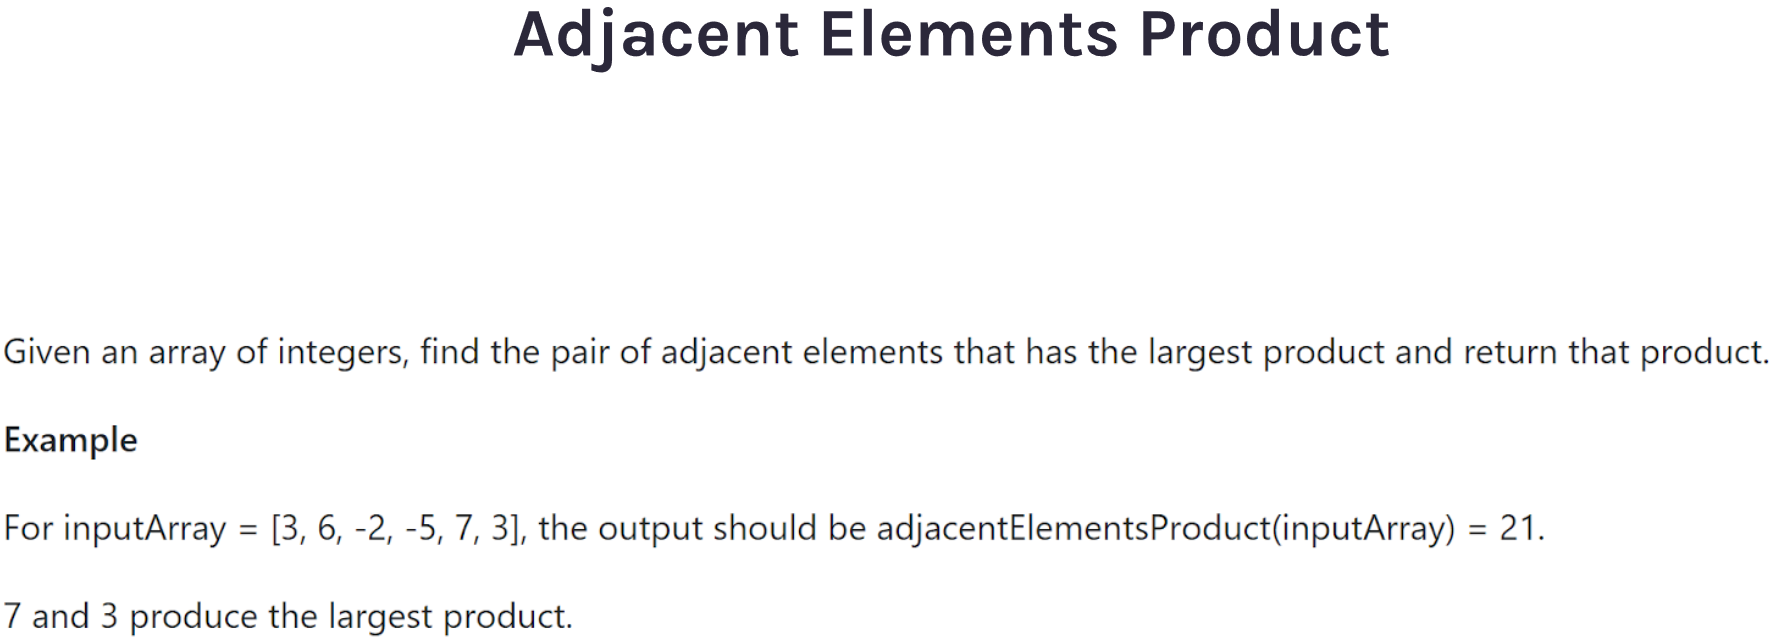 Adjacent Elements Product
Given an array of integers, find the pair of adjacent elements that has the largest product and return that product.
Example
For inputArray = [3, 6, -2, -5, 7, 3], the output should be adjacentElementsProduct(inputArray) = 21.
7 and 3 produce the largest product.